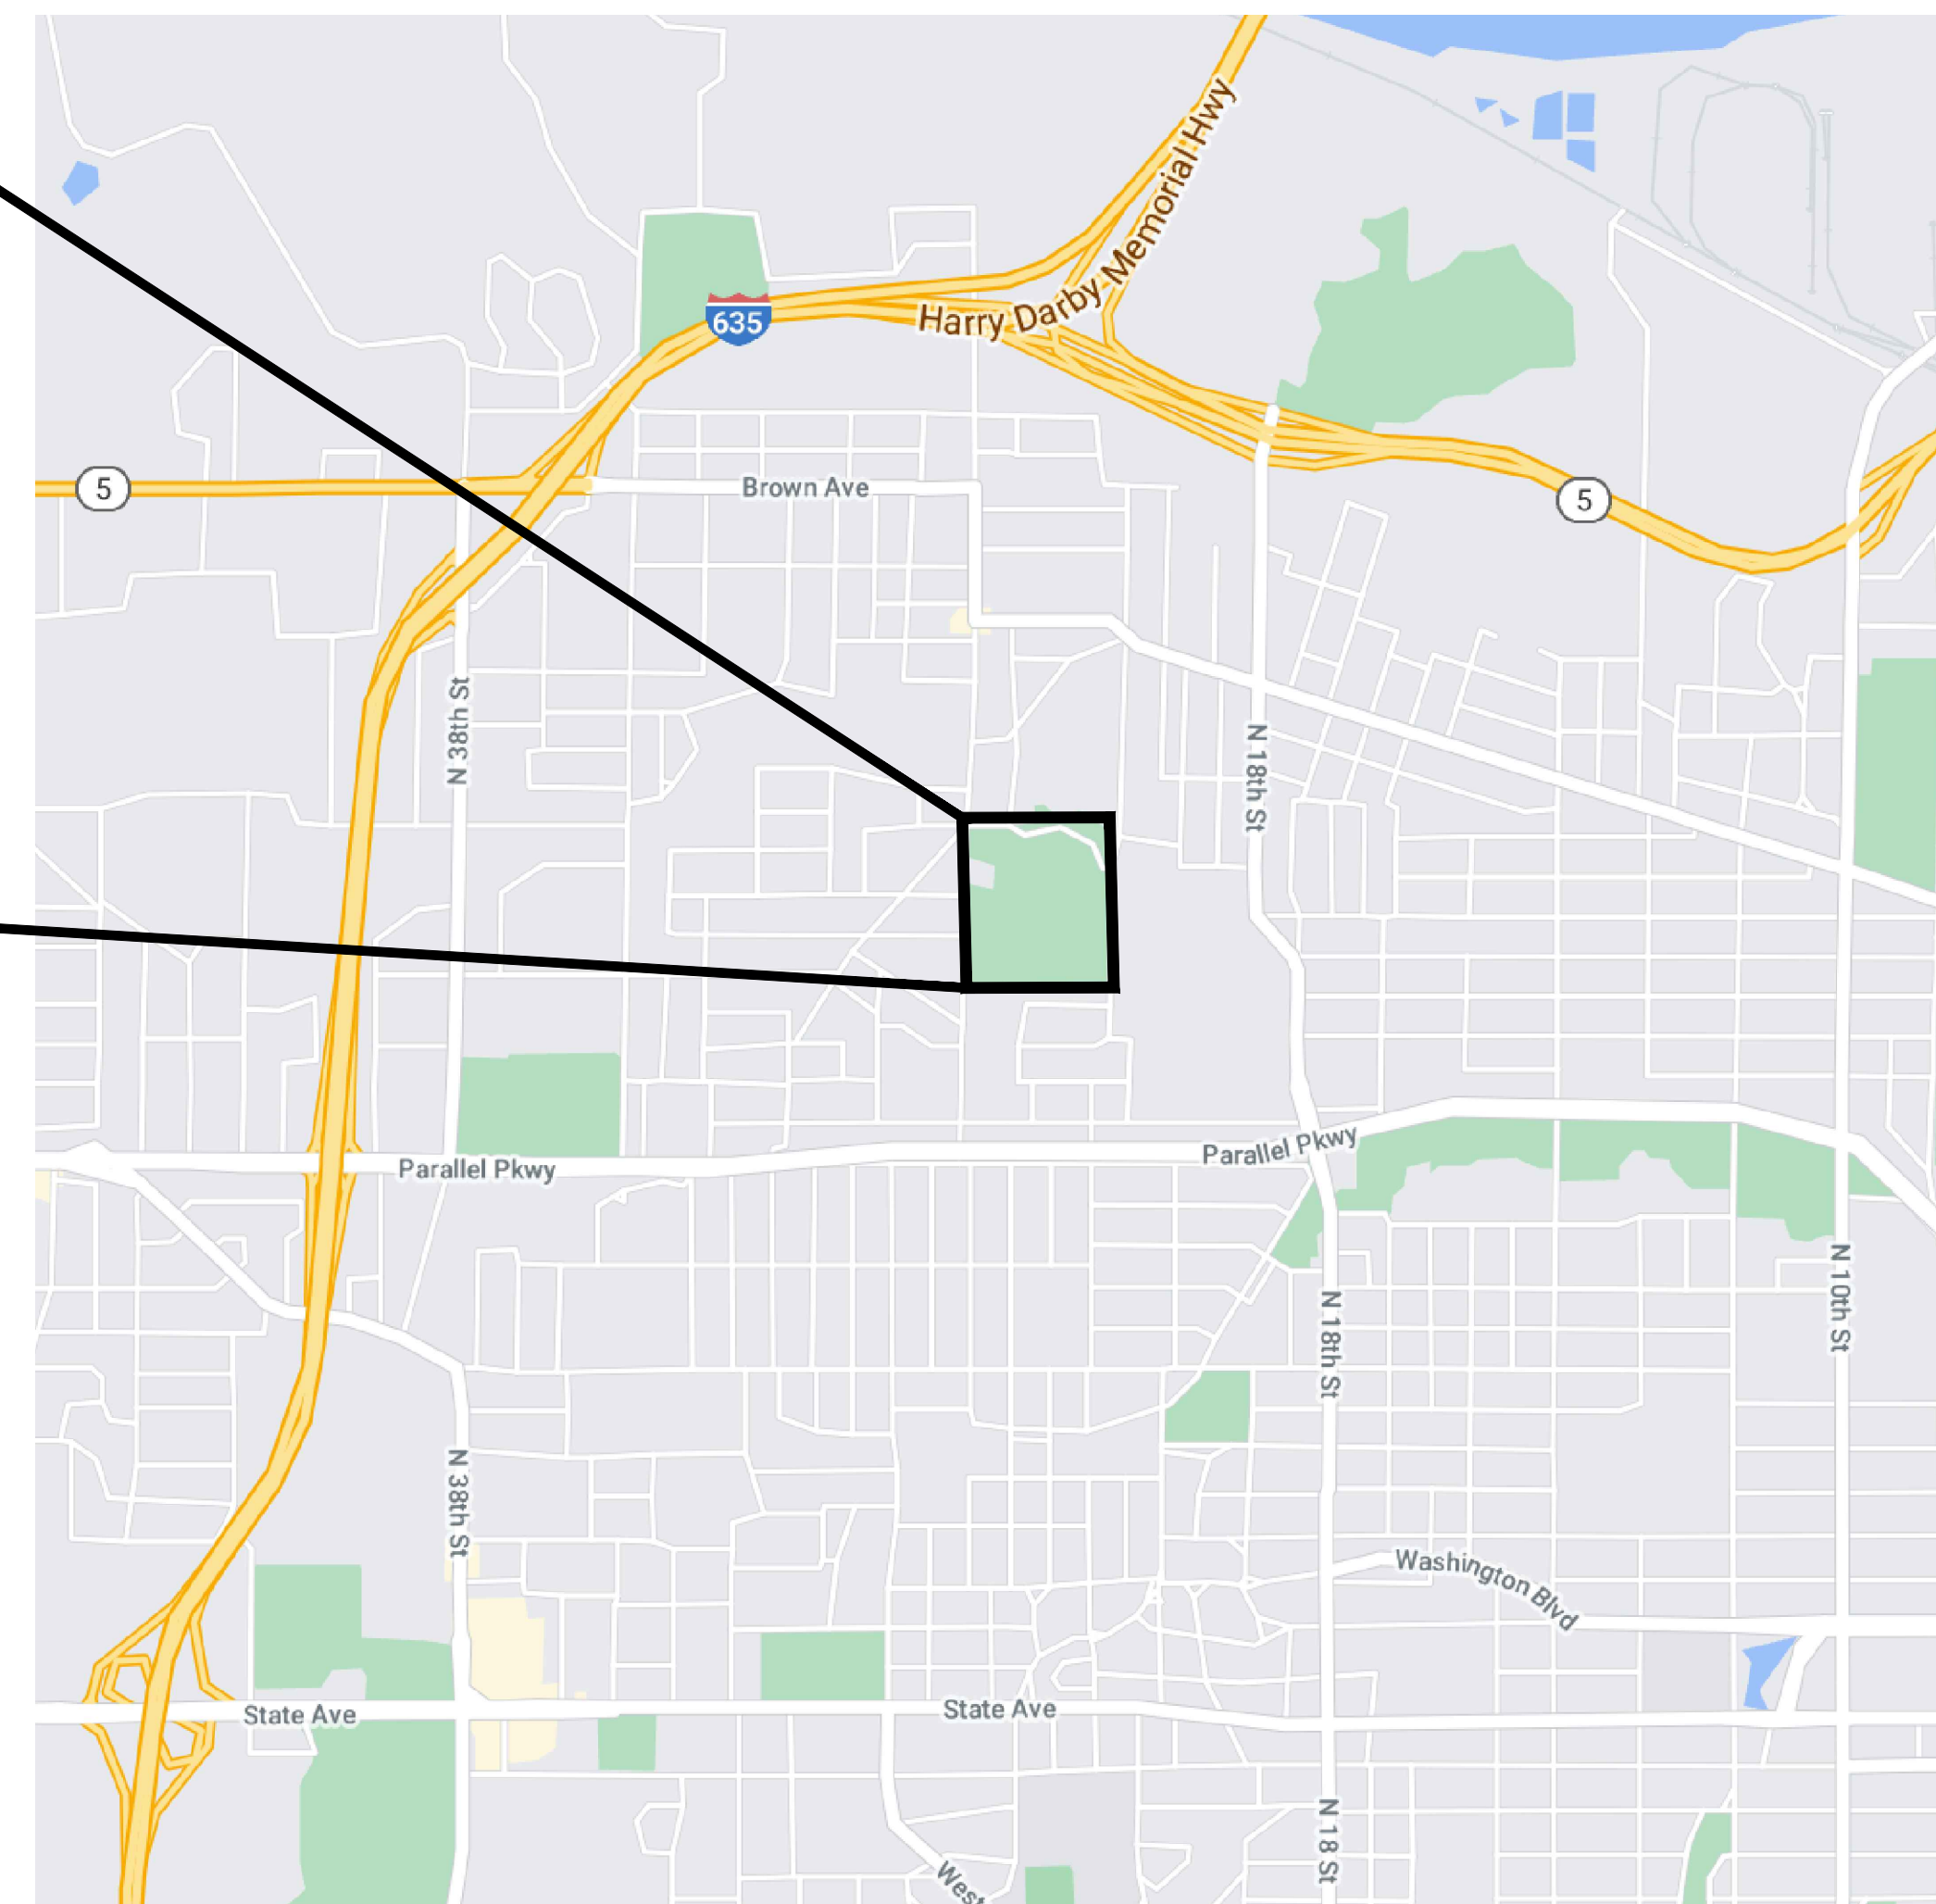 Harry Darby Memorial Hwy
635
5
Brown Ave
5
N 38th St
N 18th St
Parallel Pkwy
Parallel Pkwy
N 10th St
N 18th St
N 38th St
Washington Blvd
State Ave
State Ave
N 18 St
West